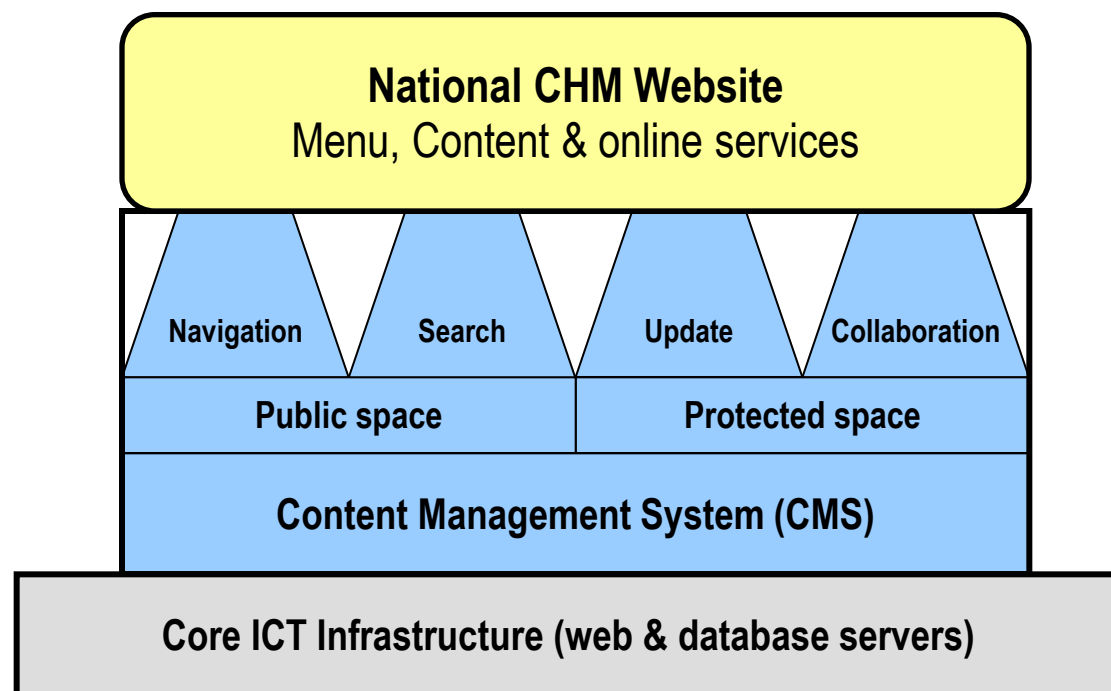 National CHM Website
Menu, Content & online services
Navigation
Search
Update
Collaboration
Public space
Protected space
Content Management System (CMS)
Core ICT Infrastructure (web & database servers)